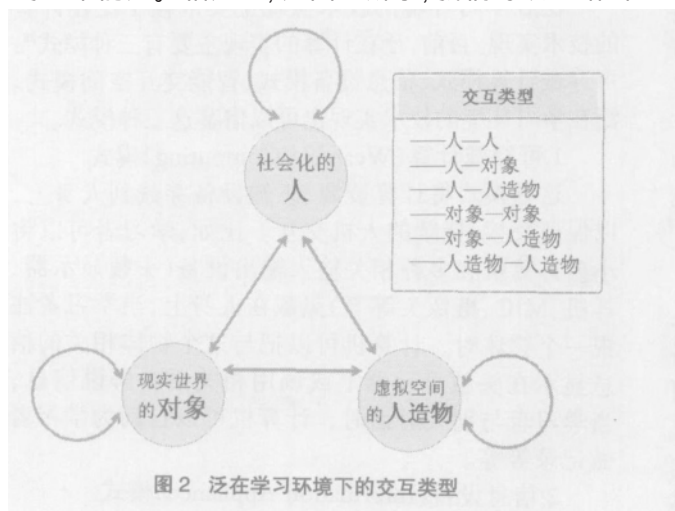 社会化的
人
交互类型
—人—人
—人—对象
—人—人造物
—对象—对象
—对象—人造物
—人造物—人造物
现实世界
的对象
虚拟空间
的人造物
图2 泛在学习环境下的交互类型